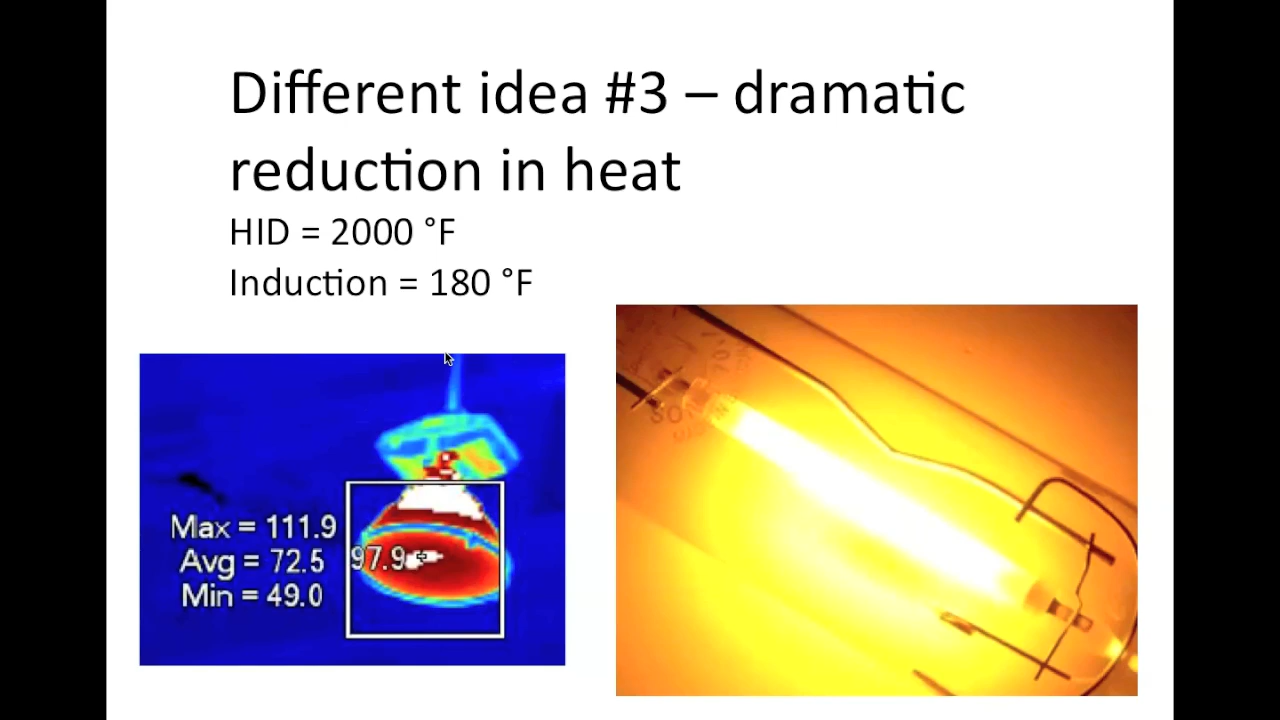 Different idea #3 – dramatic
reduction in heat
HID = 2000 °F
Induction = 180 °F
Max = 111.9
Avg = 72.5
Min = 49.0
97.9